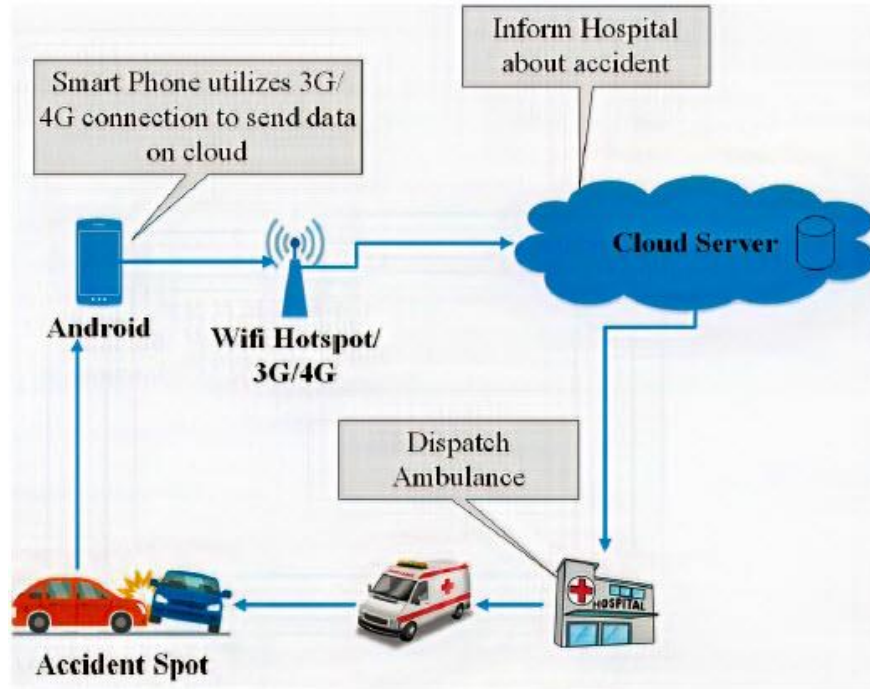 Inform Hospital
about accident
Smart Phone utilizes 3G/
4G connection to send data
on cloud
Cloud Server
Android
Wifi Hotspot/
3G/4G
Dispatch
Ambulance
HOSPITAL
Accident Spot